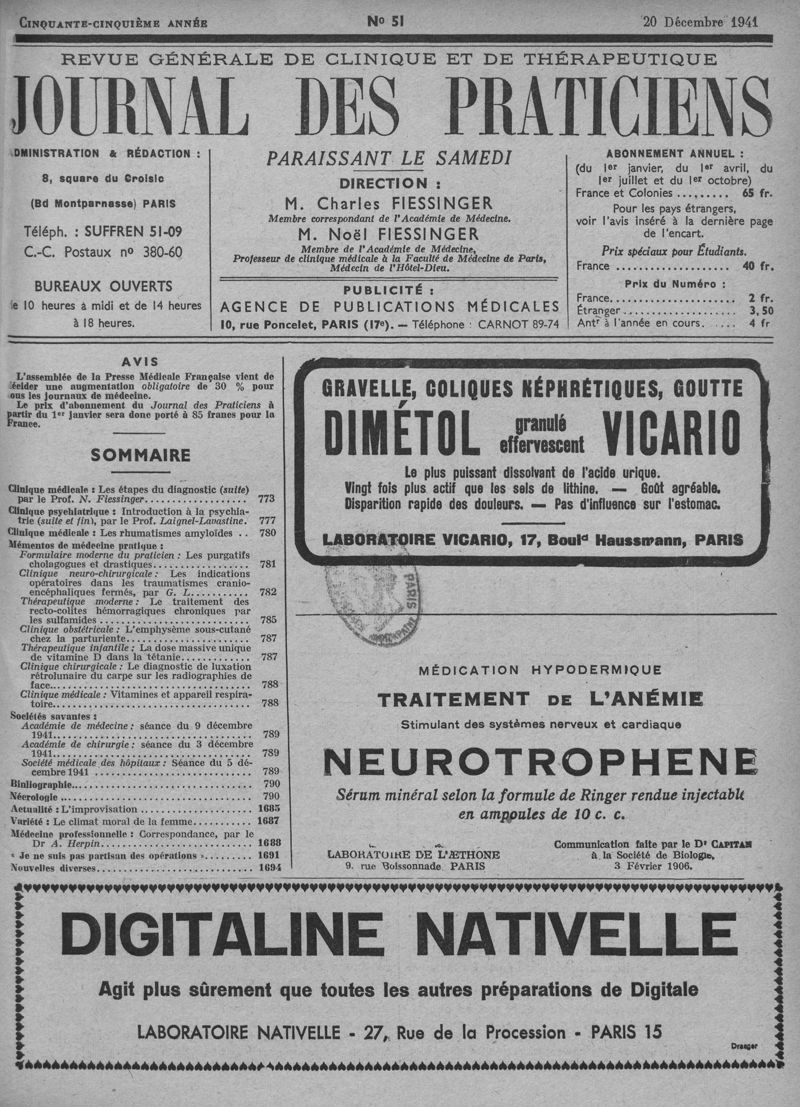 CINQUANTE-CINQUIÈME ANNÉE
No 51
20 Décembre 1941
REVUE GÉNÉRALE DE CLINIQUE ET DE THÉRAPEUTIQUE
JOURNAL DES PRATICIENS
DMINISTRATION & RÉDACTION :
8, square du Croisic
(Bd Montparnasse) PARIS
Téléph. : SUFFREN 51-09
C.-C. Postaux no 380-60
BUREAUX OUVERTS
le 10 heures à midi et de 14 heures
à 18 heures.
PARAISSANT LE SAMEDI
DIRECTION :
M. Charles FIESSINGER
Membre correspondant de l'Académie de Médecine.
M. Noël FIESSINGER
Membre de l'Académie de Médecine,
Professeur de clinique médicale à la Faculté de Médecine de Paris,
Médecin de l'Hôtel-Dieu.
PUBLICITÉ :
AGENCE DE PUBLICATIONS MÉDICALES
10, rue Poncelet, PARIS (17e). — Téléphone : CARNOT 89-74
ABONNEMENT ANNUEL :
(du 1er janvier, du 1er avril, du
1er juillet et du 1er octobre)
France et Colonies ......... 65 fr.
Pour les pays étrangers,
voir l'avis inséré à la dernière page
de l'encart.
Prix spéciaux pour Étudiants.
France ................... 40 fr.
Prix du Numéro :
France.................... 2 fr.
Étranger ................... 3,50
Antr à l'année en cours. ..... 4 fr
AVIS
L'assemblée de la Presse Médicale Française vient de
écider une augmentation obligatoire de 30 % pour
ous les journaux de médecine.
Le prix d'abonnement du Journal des Praticiens à
partir du 1er janvier sera donc porté à 85 francs pour la
France.
SOMMAIRE
Clinique médicale : Les étapes du diagnostic (suite)
par le Prof. N. Fiessinger................... 773
Clinique psychiatrique : Introduction à la psychia-
trie (suite et fin), par le Prof. Laignel-Lavastine. 777
Clinique médicale : Les rhumatismes amyloïdes .. 780
Mémentos de médecine pratique :
Formulaire moderne du praticien : Les purgatifs
cholagogues et drastiques.................. 781
Clinique neuro-chirurgicale : Les indications
opératoires dans les traumatismes cranio-
encéphaliques fermés, par G. L........... 782
Thérapeutique moderne : Le traitement des
recto-colites hémorragiques chroniques par
les sulfamides ........................... 785
Clinique obstétricale : L'emphysème sous-cutané
chez la parturiente....................... 787
Thérapeutique infantile : La dose massive unique
de vitamine D dans la tétanie............. 787
Clinique chirurgicale : Le diagnostic de luxation
rétrolunaire du carpe sur les radiographies de
face..................................... 788
Clinique médicale : Vitamines et appareil respira-
toire.................................... 788
Sociétés savantes :
Académie de médecine : séance du 9 décembre
1941..................................... 789
Académie de chirurgie : séance du 3 décembre
1941..................................... 789
Société médicale des hôpitaux : Séance du 5 dé-
cembre 1941 ............................. 789
Bibliographie................................. 790
Nécrologie ................................... 790
Actualité : L'improvisation .................... 1685
Variété : Le climat moral de la femme.......... 1687
Médecine professionnelle : Correspondance, par le
Dr A. Herpin................................ 1688
« Je ne suis pas partisan des opérations »......... 1691
Nouvelles diverses............................ 1694
GRAVELLE, COLIQUES NÉPHRÉTIQUES, GOUTTE
DIMÉTOL granulé effervescent VICARIO
Le plus puissant dissolvant de l'acide urique.
Vingt fois plus actif que les sels de lithine. — Goût agréable.
Disparition rapide des douleurs. — Pas d'influence sur l'estomac.
LABORATOIRE VICARIO, 17, Bould Haussmann, PARIS
PARIS
MÉDICATION HYPODERMIQUE
TRAITEMENT DE L'ANÉMIE
Stimulant des systèmes nerveux et cardiaque
NEUROTROPHENE
Sérum minéral selon la formule de Ringer rendue injectable
en ampoules de 10 c. c.
LABORATOIRE DE L'ÆTHONE
9, rue Boissonnade PARIS
Communication faite par le Dr CAPITAN
à la Société de Biologie,
3 Février 1906.
DIGITALINE NATIVELLE
Agit plus sûrement que toutes les autres préparations de Digitale
LABORATOIRE NATIVELLE - 27, Rue de la Procession - PARIS 15
Draeger